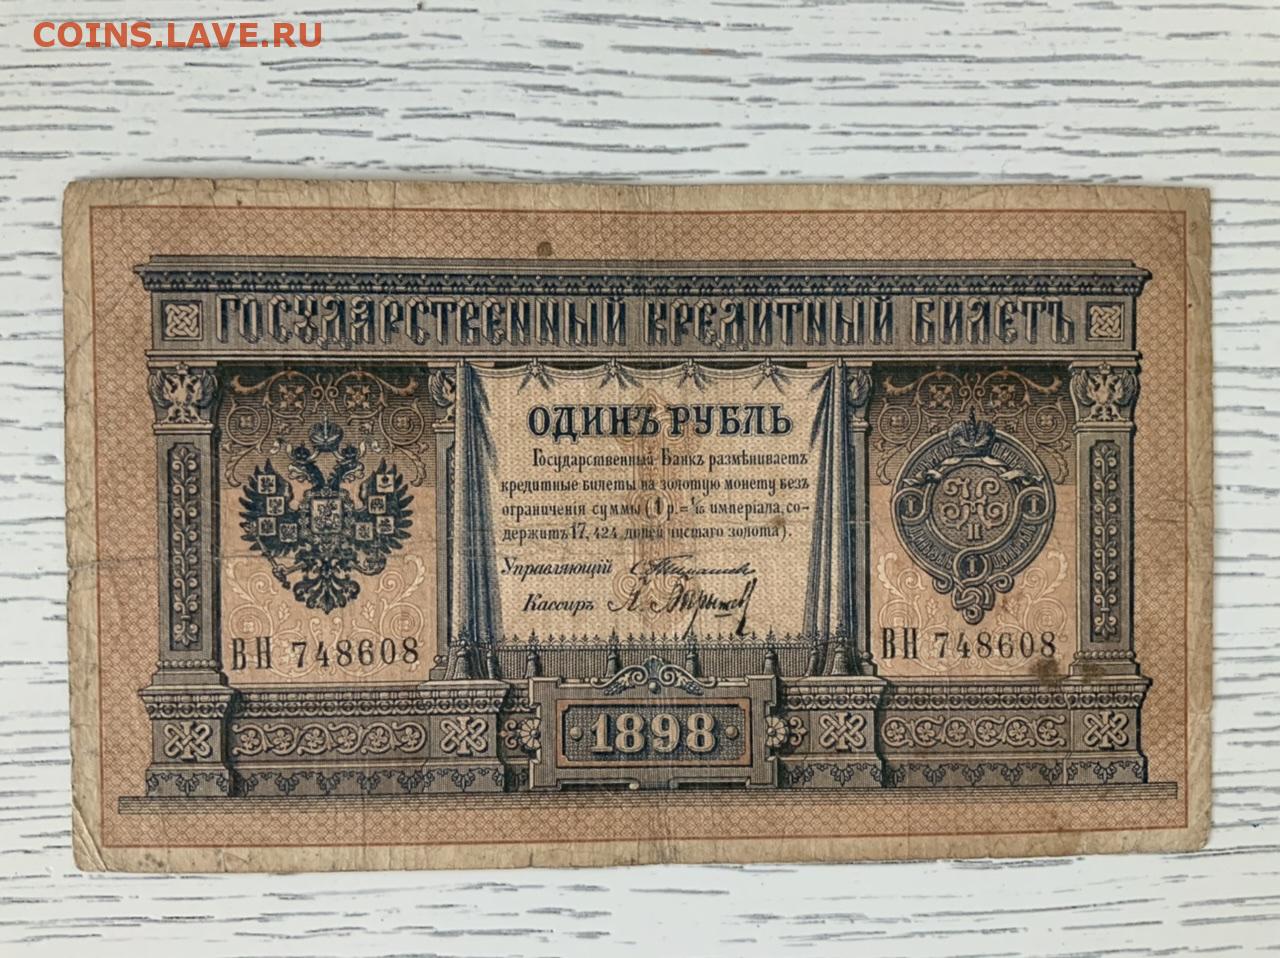 COINS.LAVE.RU
ГОСУДАРСТВЕННЫЙ КРЕДИТНЫЙ БИЛЕТЪ
ОДИНЪ РУБЛЬ
Государственный Банкъ размѣниваетъ
кредитные билеты на золотую монету безъ
ограниченія суммы (1 р.= 1/15 имперіала, со-
держитъ 17,424 долей чистаго золота).
Управляющій
Кассиръ
ВН 748608
ВН 748608
1898